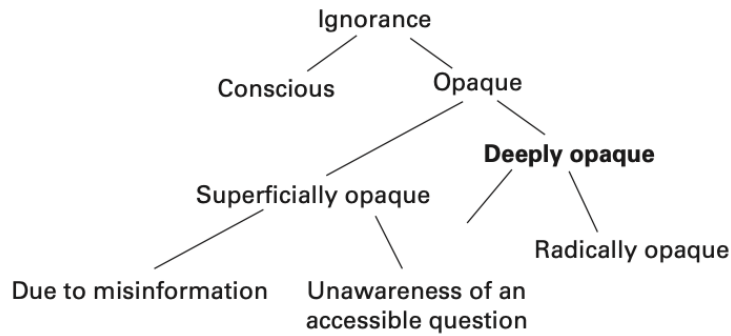 Ignorance
Conscious
Opaque
Deeply opaque
Superficially opaque
Radically opaque
Due to misinformation
Unawareness of an
accessible question